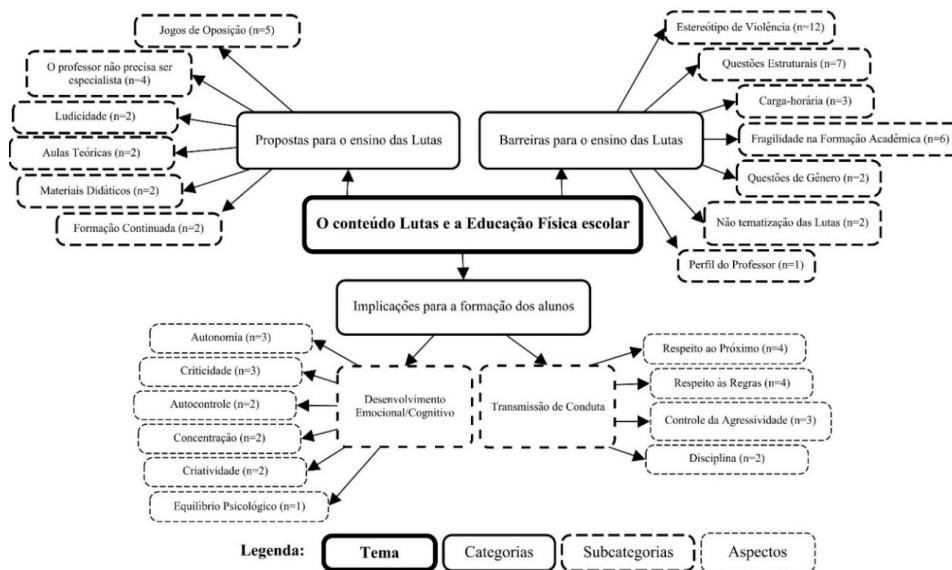 Jogos de Oposição (n=5)
O professor não precisa ser
especialista (n=4)
Ludicidade (n=2)
Aulas Teóricas (n=2)
Materiais Didáticos (n=2)
Formação Continuada (n=2)
Propostas para o ensino das Lutas
Estereótipo de Violência (n=12)
Questões Estruturais (n=7)
Carga-horária (n=3)
Fragilidade na Formação Acadêmica (n=6)
Questões de Gênero (n=2)
Não tematização das Lutas (n=2)
Perfil do Professor (n=1)
Barreiras para o ensino das Lutas
O conteúdo Lutas e a Educação Física escolar
Implicações para a formação dos alunos
Autonomia (n=3)
Criticidade (n=3)
Autocontrole (n=2)
Concentração (n=2)
Criatividade (n=2)
Equilíbrio Psicológico (n=1)
Desenvolvimento
Emocional/Cognitivo
Transmissão de Conduta
Respeito ao Próximo (n=4)
Respeito às Regras (n=4)
Controle da Agressividade (n=3)
Disciplina (n=2)
Legenda: Tema Categorias Subcategorias Aspectos